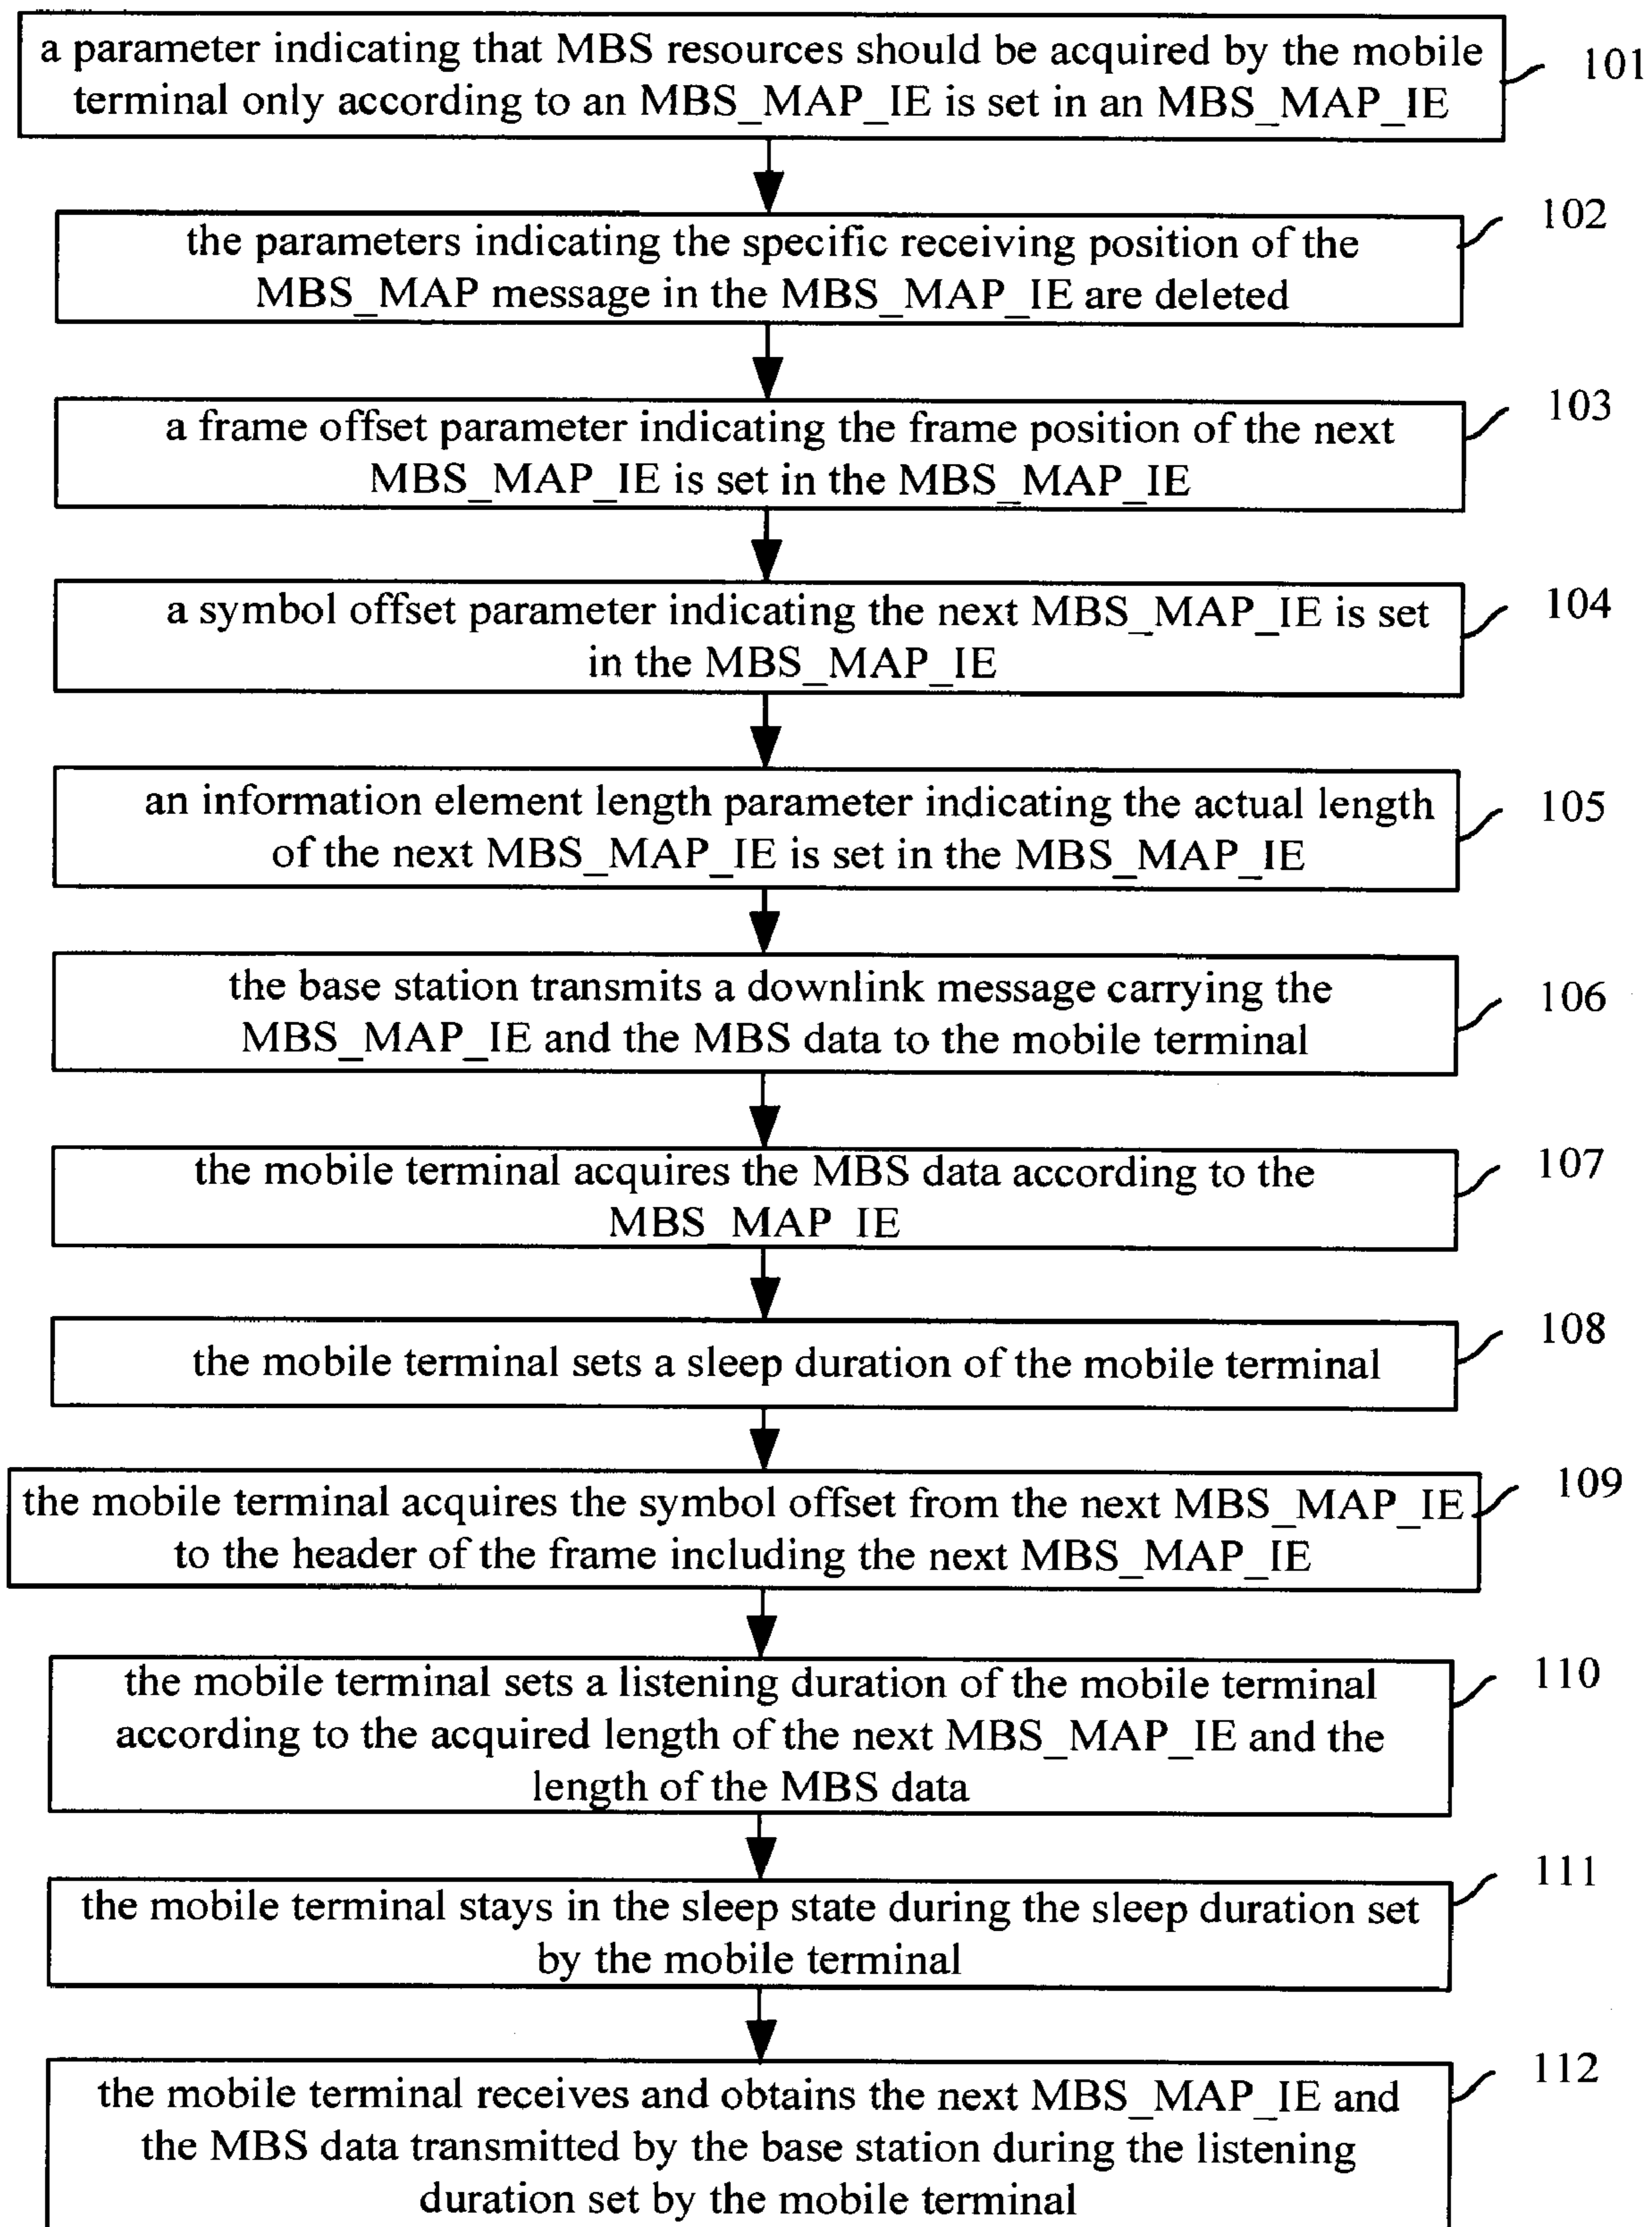 a parameter indicating that MBS resources should be acquired by the mobile
terminal only according to an MBS_MAP_IE is set in an MBS_MAP_IE
101
the parameters indicating the specific receiving position of the
MBS_MAP message in the MBS_MAP_IE are deleted
102
a frame offset parameter indicating the frame position of the next
MBS_MAP_IE is set in the MBS_MAP_IE
103
a symbol offset parameter indicating the next MBS_MAP_IE is set
in the MBS_MAP_IE
104
an information element length parameter indicating the actual length
of the next MBS_MAP_IE is set in the MBS_MAP_IE
105
the base station transmits a downlink message carrying the
MBS_MAP_IE and the MBS data to the mobile terminal
106
the mobile terminal acquires the MBS data according to the
MBS_MAP_IE
107
the mobile terminal sets a sleep duration of the mobile terminal
108
the mobile terminal acquires the symbol offset from the next MBS_MAP_IE
to the header of the frame including the next MBS_MAP_IE
109
the mobile terminal sets a listening duration of the mobile terminal
according to the acquired length of the next MBS_MAP_IE and the
length of the MBS data
110
the mobile terminal stays in the sleep state during the sleep duration set
by the mobile terminal
111
the mobile terminal receives and obtains the next MBS_MAP_IE and
the MBS data transmitted by the base station during the listening
duration set by the mobile terminal
112